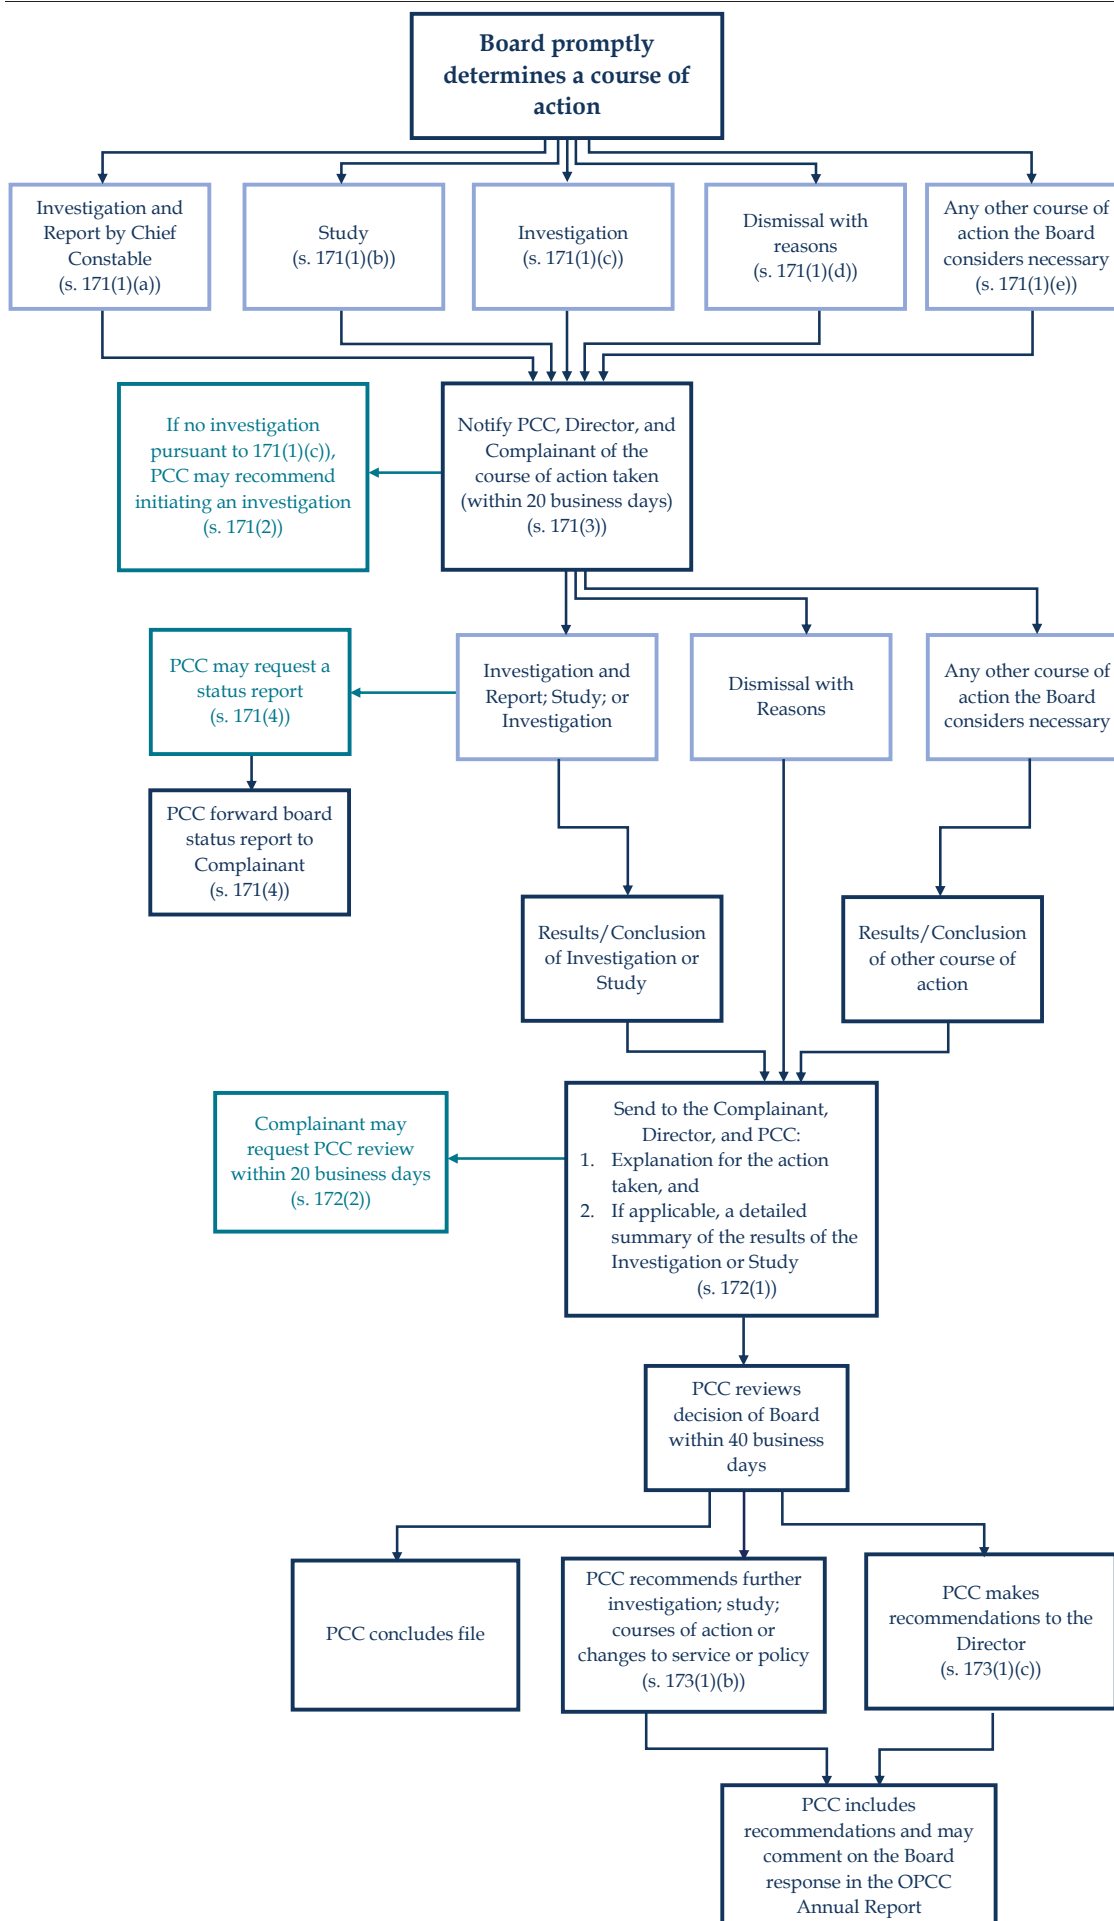 Board promptly
determines a course of
action
Investigation and
Report by Chief
Constable
(s. 171(1)(a))
Study
(s. 171(1)(b))
Investigation
(s. 171(1)(c))
Dismissal with
reasons
(s. 171(1)(d))
Any other course of
action the Board
considers necessary
(s. 171(1)(e))
If no investigation
pursuant to 171(1)(c)),
PCC may recommend
initiating an investigation
(s. 171(2))
Notify PCC, Director, and
Complainant of the
course of action taken
(within 20 business days)
(s. 171(3))
PCC may request a
status report
(s. 171(4))
Investigation and
Report; Study; or
Investigation
Dismissal with
Reasons
Any other course of
action the Board
considers necessary
PCC forward board
status report to
Complainant
(s. 171(4))
Results/Conclusion
of Investigation or
Study
Results/Conclusion
of other course of
action
Complainant may
request PCC review
within 20 business days
(s. 172(2))
Send to the Complainant,
Director, and PCC:
1. Explanation for the action
taken, and
2. If applicable, a detailed
summary of the results of the
Investigation or Study
(s. 172(1))
PCC reviews
decision of Board
within 40 business
days
PCC concludes file
PCC recommends further
investigation; study;
courses of action or
changes to service or policy
(s. 173(1)(b))
PCC makes
recommendations to the
Director
(s. 173(1)(c))
PCC includes
recommendations and may
comment on the Board
response in the OPCC
Annual Report